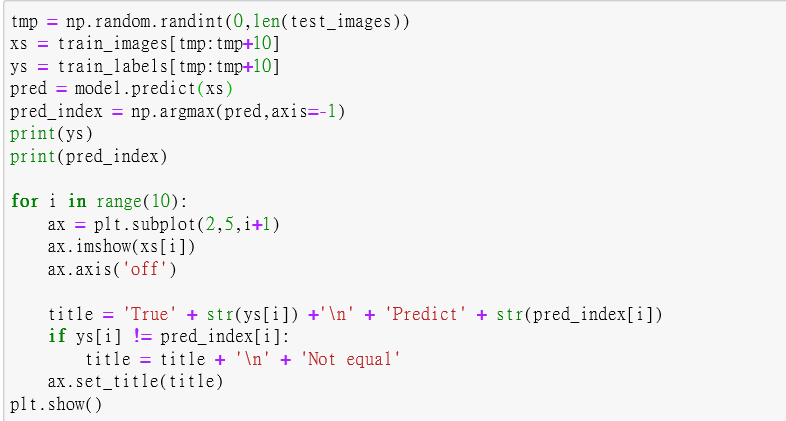 tmp = np.random.randint(0,len(test_images))
xs = train_images[tmp:tmp+10]
ys = train_labels[tmp:tmp+10]
pred = model.predict(xs)
pred_index = np.argmax(pred,axis=-1)
print(ys)
print(pred_index)

for i in range(10):
    ax = plt.subplot(2,5,i+1)
    ax.imshow(xs[i])
    ax.axis('off')

    title = 'True' + str(ys[i]) +'\n' + 'Predict' + str(pred_index[i])
    if ys[i] != pred_index[i]:
        title = title + '\n' + 'Not equal'
    ax.set_title(title)
plt.show()